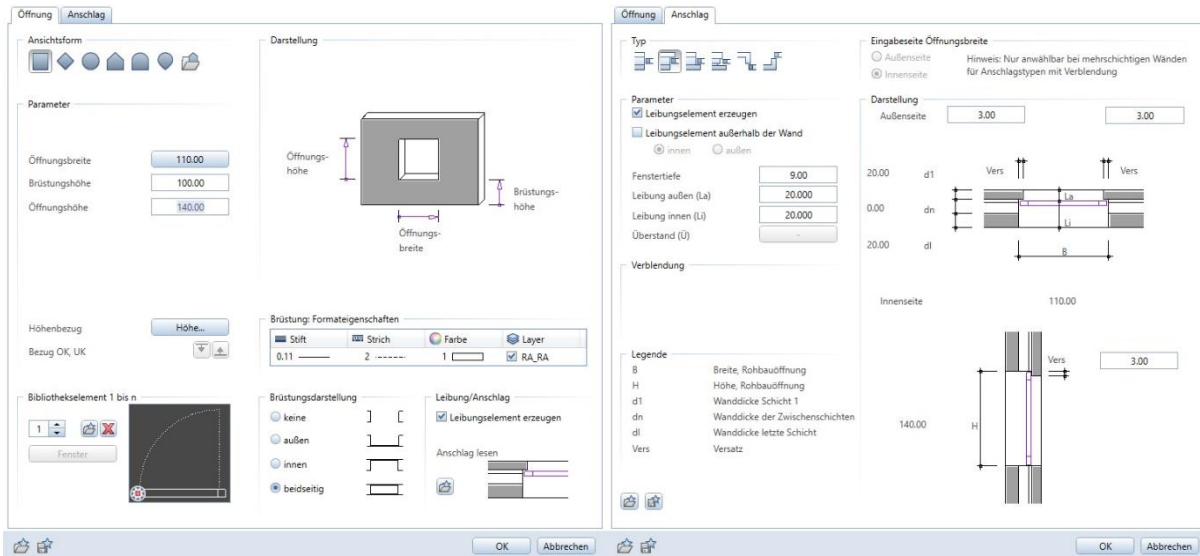 Öffnung Anschlag
Ansichtsform
Darstellung
Parameter
Öffnungsbreite 110.00
Brüstungshöhe 100.00
Öffnungshöhe 140.00
Öffnungs-
höhe
Brüstungs-
höhe
Öffnungs-
breite
Höhenbezug Höhe...
Bezug OK, UK
Brüstung: Formateigenschaften
Stift Strich Farbe Layer
0.11 2 1 RA_RA
Bibliothekselement 1 bis n
1
Fenster
Brüstungsdarstellung
keine
außen
innen
beidseitig
Leibung/Anschlag
Leibungselement erzeugen
Anschlag lesen
OK Abbrechen
Öffnung Anschlag
Typ
Eingabeseite Öffnungsbreite
Außenseite
Innenseite
Hinweis: Nur anwählbar bei mehrschichtigen Wänden
für Anschlagstypen mit Verblendung
Parameter
Leibungselement erzeugen
Leibungselement außerhalb der Wand
innen außen
Fenstertiefe 9.00
Leibung außen (La) 20.000
Leibung innen (Li) 20.000
Überstand (Ü) -
Verblendung
Darstellung
Außenseite 3.00 3.00
Vers Vers
20.00 d1
La
0.00 dn
Li
20.00 dl
B
Innenseite 110.00
Vers 3.00
140.00 H
Legende
B Breite, Rohbauöffnung
H Höhe, Rohbauöffnung
d1 Wanddicke Schicht 1
dn Wanddicke der Zwischenschichten
dl Wanddicke letzte Schicht
Vers Versatz
OK Abbrechen